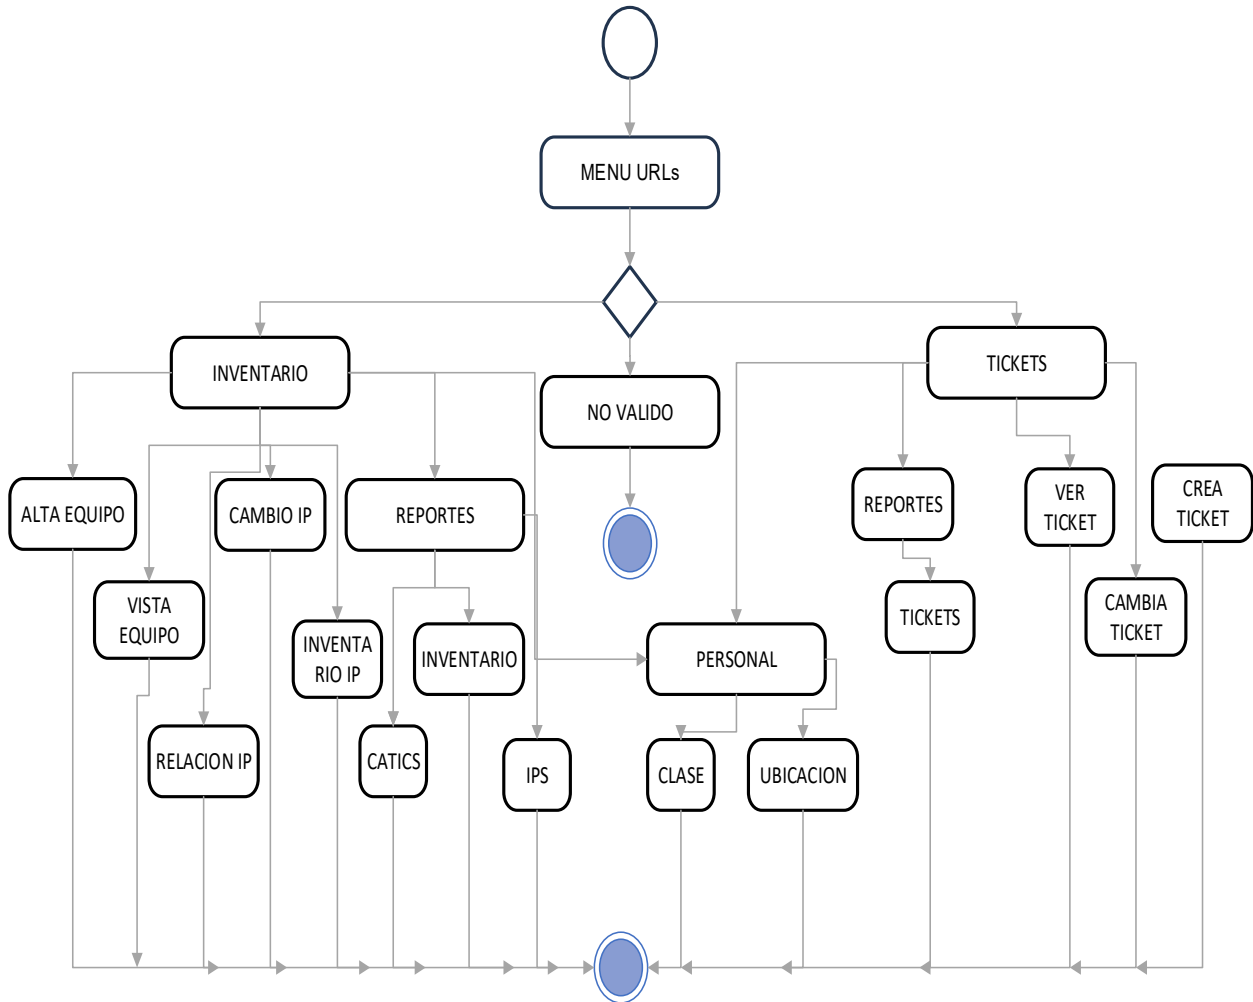 MENU URLs
INVENTARIO
NO VALIDO
TICKETS
ALTA EQUIPO
CAMBIO IP
REPORTES
REPORTES
VER
TICKET
CREA
TICKET
VISTA
EQUIPO
INVENTA
RIO IP
INVENTARIO
PERSONAL
TICKETS
CAMBIA
TICKET
RELACION IP
CATICS
IPS
CLASE
UBICACION